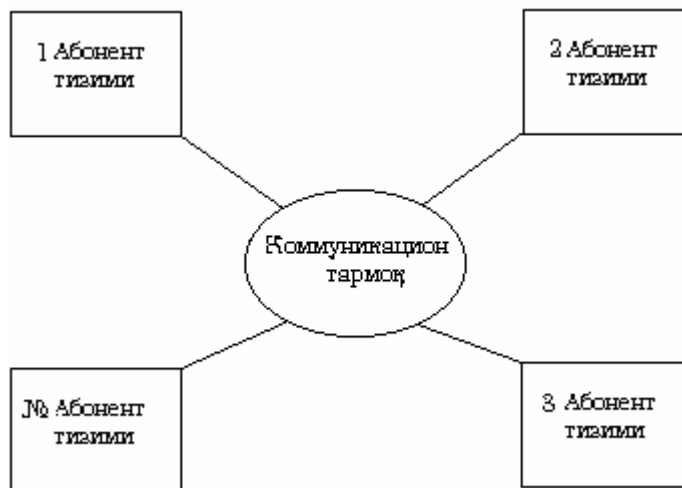 1 Абонент
тизими
2 Абонент
тизими
Коммуникацион
тармоқ
№ Абонент
тизими
3 Абонент
тизими